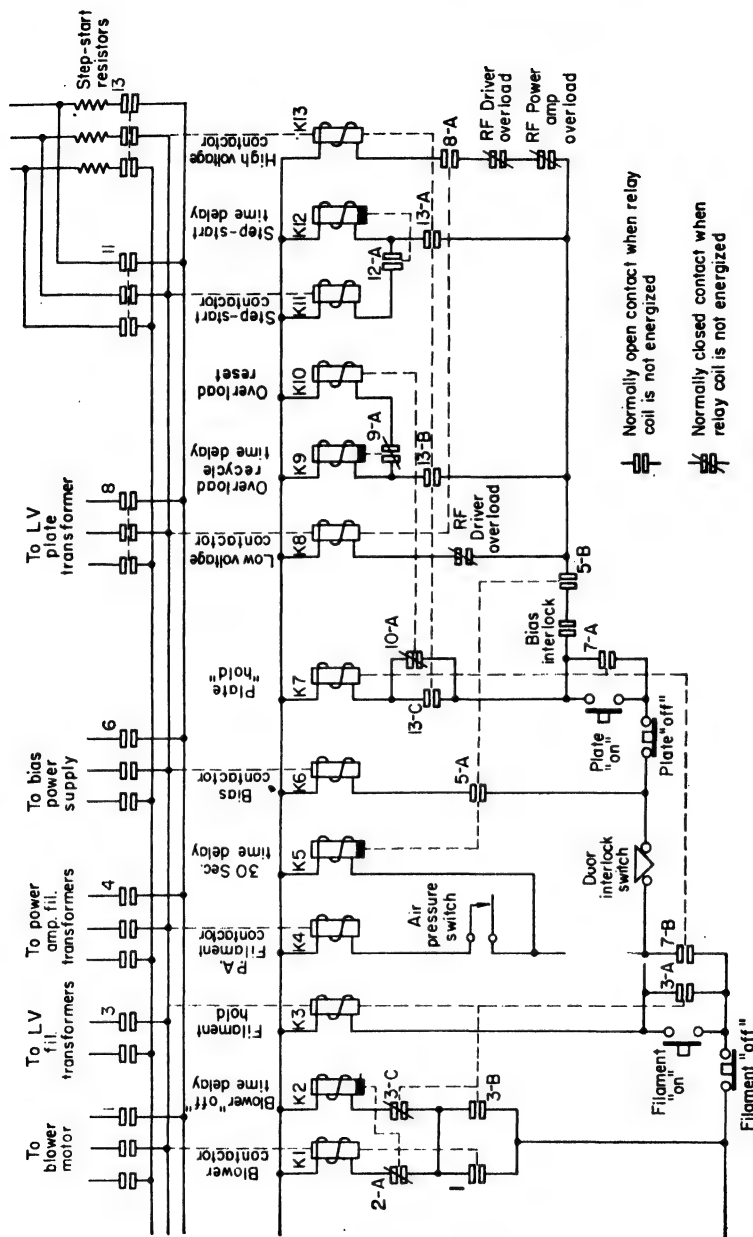 To
blower
motor
1
To LV
fil.
transformers
3
To power
amp. fil.
transformers
4
To bias
power
supply
6
To LV
plate
transformer
8
11
Step-start
resistors
13
Blower
contactor
K1
Blower "off"
time delay
K2
Filament
hold
K3
P.A.
Filament
contactor
K4
30 Sec.
time delay
K5
Bias
contactor
K6
Plate
"hold"
K7
Low voltage
contactor
K8
Overload
recycle
time delay
K9
Overload
reset
K10
Step-start
contactor
K11
Step-start
time delay
K12
High voltage
contactor
K13
2-A
3-C
1
3-B
Air
pressure
switch
5-A
10-A
13-C
9-A
13-B
12-A
13-A
8-A
RF Driver
overload
RF Power
amp
overload
RF
Driver
overload
5-B
Bias
interlock
7-A
Plate
"on"
Plate "off"
Door
interlock
switch
7-B
3-A
Filament
"on"
Filament "off"
Normally open contact when relay
coil is not energized
Normally closed contact when
relay coil is not energized